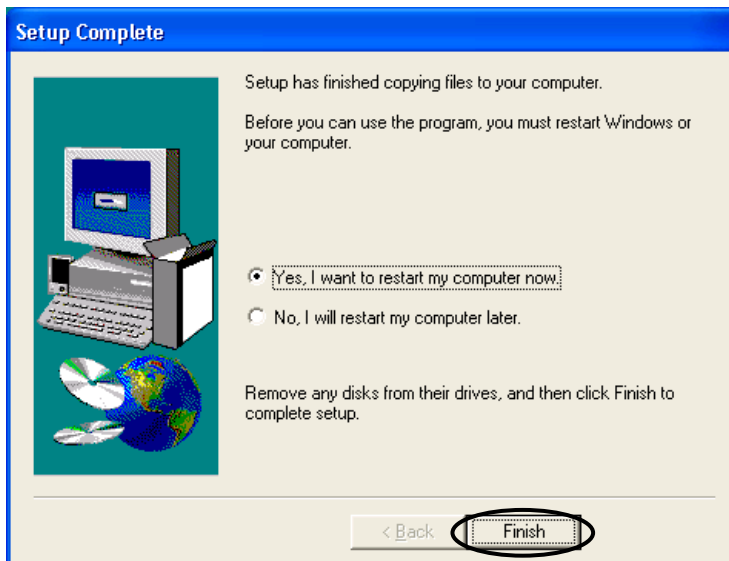 Setup Complete
Setup has finished copying files to your computer.
Before you can use the program, you must restart Windows or
your computer.
Yes, I want to restart my computer now.
No, I will restart my computer later.
Remove any disks from their drives, and then click Finish to
complete setup.
< Back
Finish